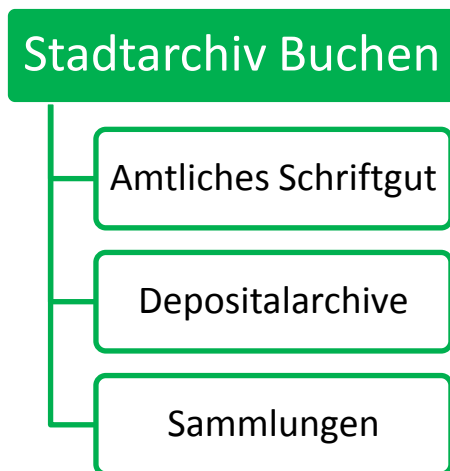 Stadtarchiv Buchen
Amtliches Schriftgut
Depositalarchive
Sammlungen